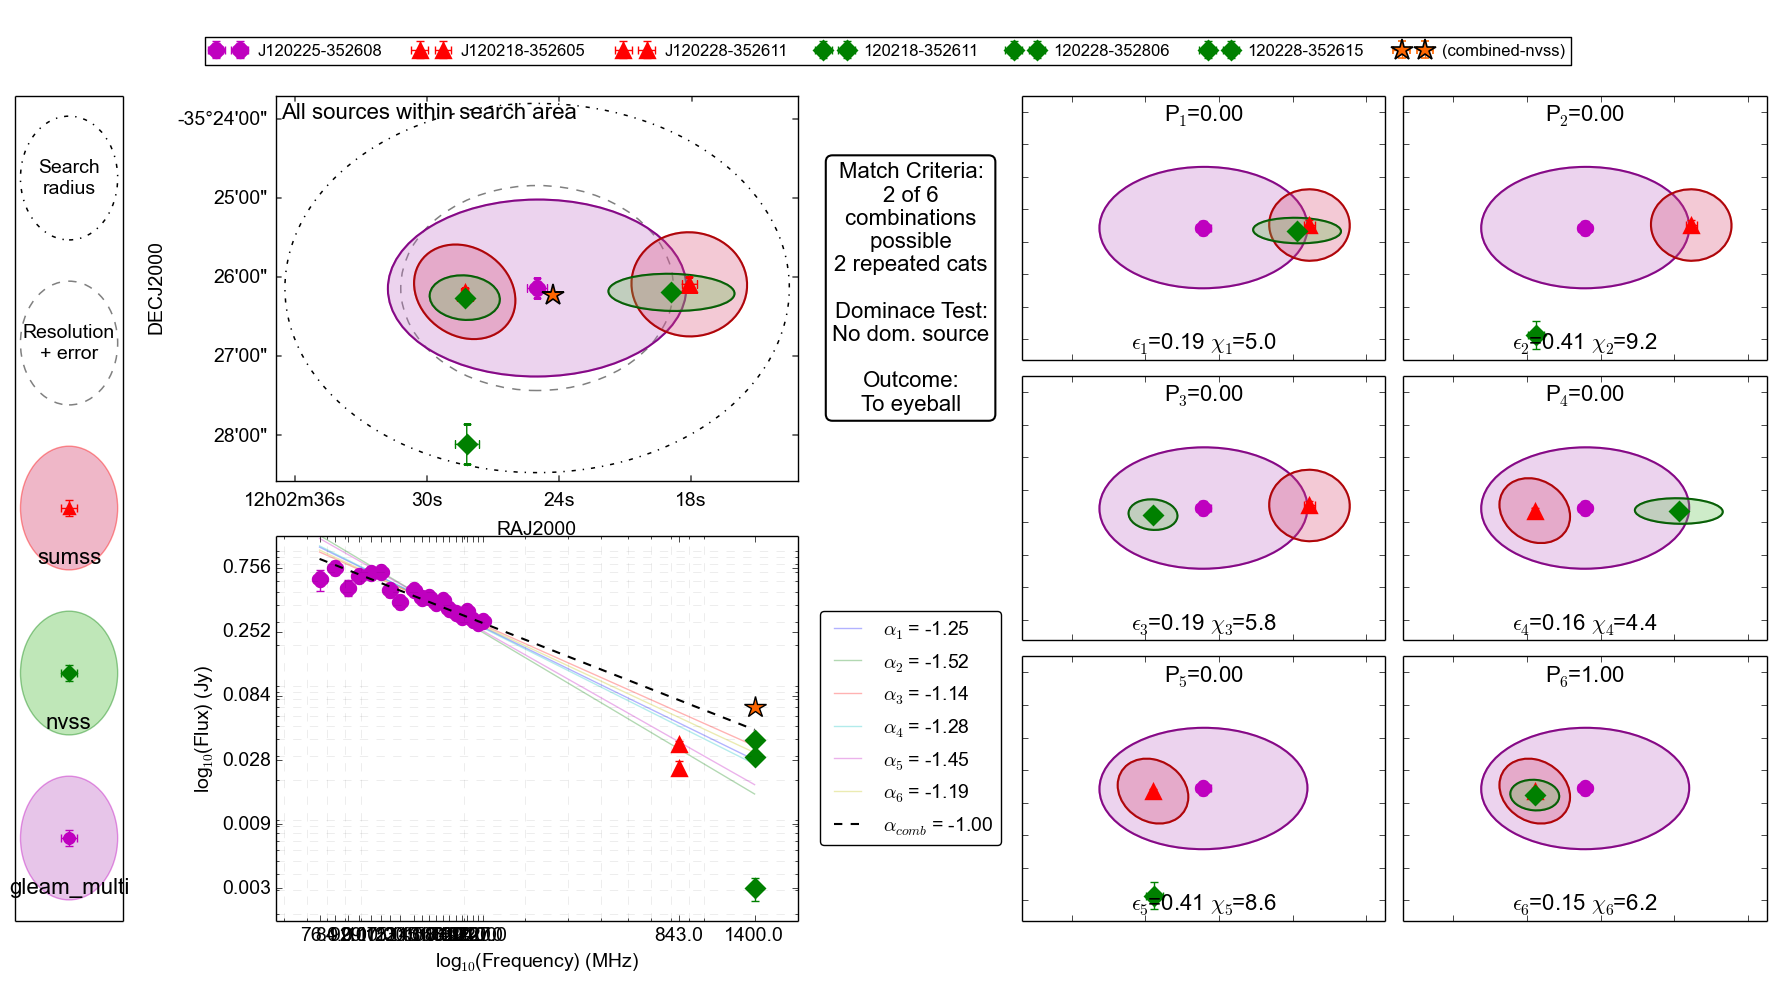 J120225-352608 J120218-352605 J120228-352611 120218-352611 120228-352806 120228-352615 (combined-nvss)
Search
radius
Resolution
+ error
sumss
nvss
gleam_multi
All sources within search area
-35°24'00"
25'00"
26'00"
27'00"
28'00"
DECJ2000
12h02m36s 30s 24s 18s
RAJ2000
Match Criteria:
2 of 6
combinations
possible
2 repeated cats
Dominace Test:
No dom. source
Outcome:
To eyeball
0.756
0.252
0.084
0.028
0.009
0.003
log10(Flux) (Jy)
843.0 1400.0
log10(Frequency) (MHz)
α1 = -1.25
α2 = -1.52
α3 = -1.14
α4 = -1.28
α5 = -1.45
α6 = -1.19
αcomb = -1.00
P1=0.00
ϵ1=0.19 χ1=5.0
P2=0.00
ϵ2=0.41 χ2=9.2
P3=0.00
ϵ3=0.19 χ3=5.8
P4=0.00
ϵ4=0.16 χ4=4.4
P5=0.00
ϵ5=0.41 χ5=8.6
P6=1.00
ϵ6=0.15 χ6=6.2